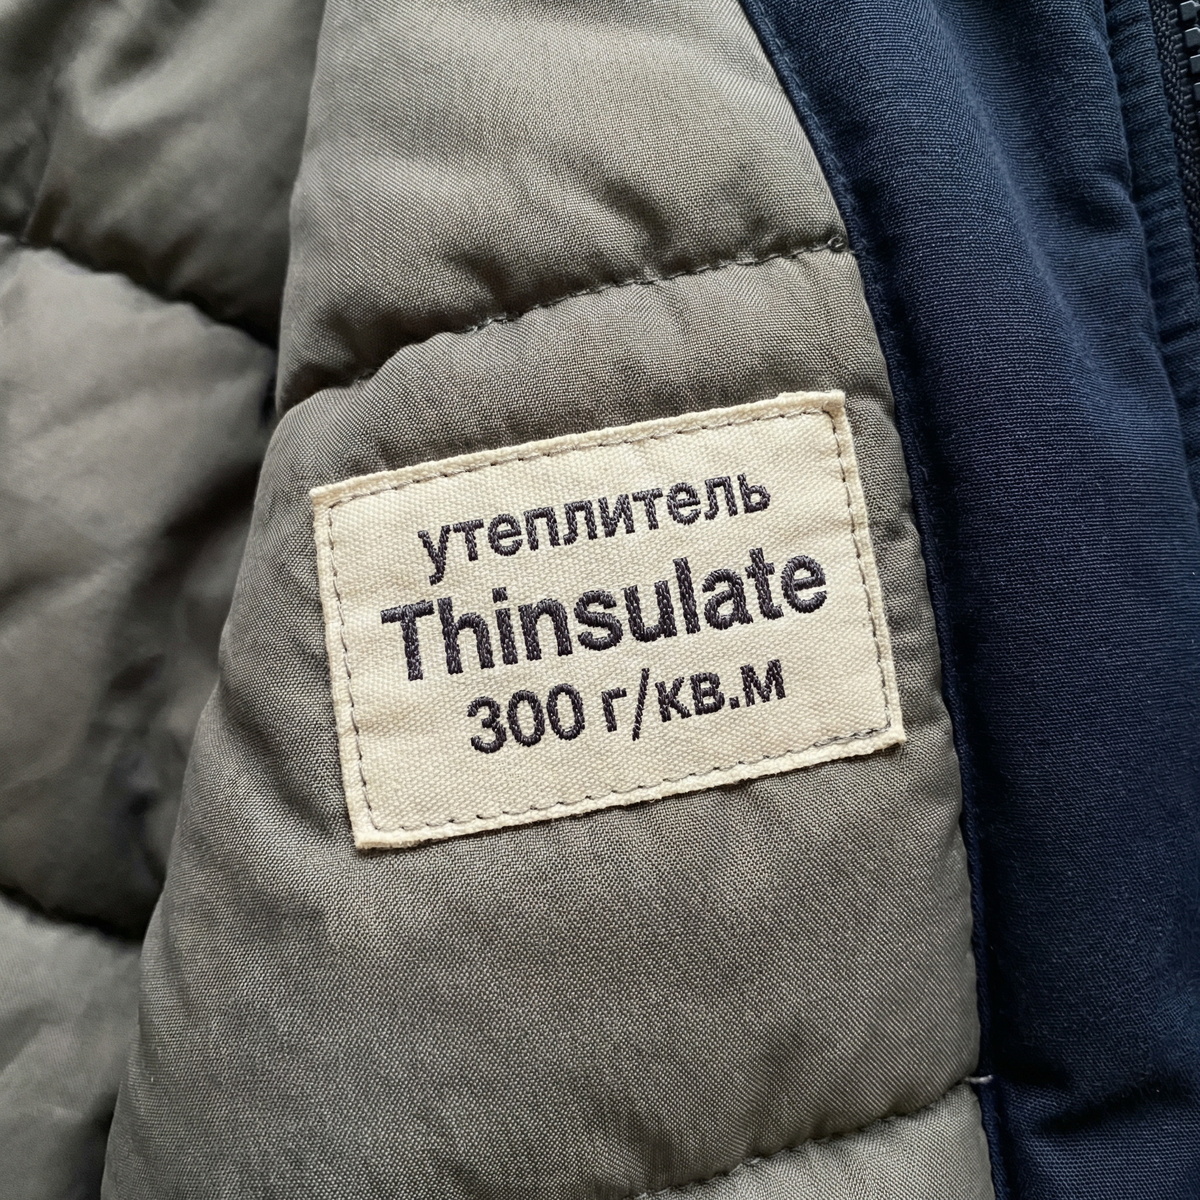 утеплитель
Thinsulate
300 г/кв.м